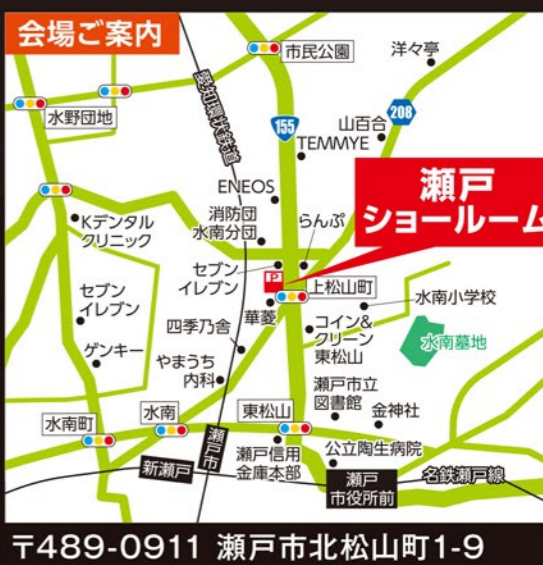 会場ご案内
市民公園
洋々亭
水野団地
愛知環状鉄道
155
208
山百合
TEMMYE
ENEOS
瀬戸
ショールーム
Kデンタル
クリニック
消防団
水南分団
らんぷ
セブン
イレブン
P
上松山町
セブン
イレブン
華菱
水南小学校
四季乃舎
コイン&
クリーン
東松山
水南墓地
ゲンキー
やまうち
内科
瀬戸市立
図書館
金神社
水南町
水南
東松山
瀬戸市
瀬戸信用
金庫本部
公立陶生病院
新瀬戸
瀬戸
市役所前
名鉄瀬戸線
〒489-0911 瀬戸市北松山町1-9